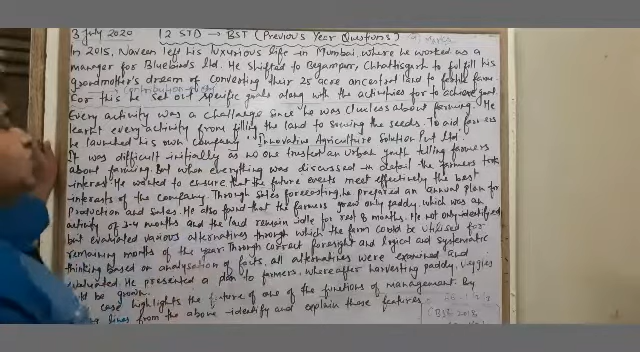 3 July 2020 12 STD → BST (Previous Year Questions)
In 2015, Naveen left his luxurious life in Mumbai, where he worked as a
manager for Bluebirds Ltd. He shifted to Begampur, Chhattisgarh to fulfill his
grandmother's dream of converting their 25 acre ancestral land to fertile farm.
For this he set out specific goals along with the activities for to achieve goal.
Every activity was a challenge since he was clueless about farming. He
learnt every activity from filling the land to sowing the seeds. To aid farmers
he launched his own company 'Innovative Agriculture Solution Pvt Ltd'
It was difficult initially as no one trusted an urban youth telling farmers
about farming. But when everything was discussed in detail the farmers took
interest. He wanted to ensure that the future events meet effectively the best
interests of the company. Through sales forecasting, he prepared an annual plan for
Production and sales. He also found that the farmers grew only paddy, which was an
activity of 3-4 months and the land remain idle for rest 8 months. He not only identified
but evaluated various alternatives through which the farm could be utilised for
remaining months of the year. Through correct foresight and logical and systematic
thinking based on analysation of facts, all alternatives were examined and
evaluated. He presented a plan to farmers, where after harvesting paddy, veggies
be grown.
case highlights the future of one of the functions of management. By
lines from the above identify and explain these features
CBSE 2018